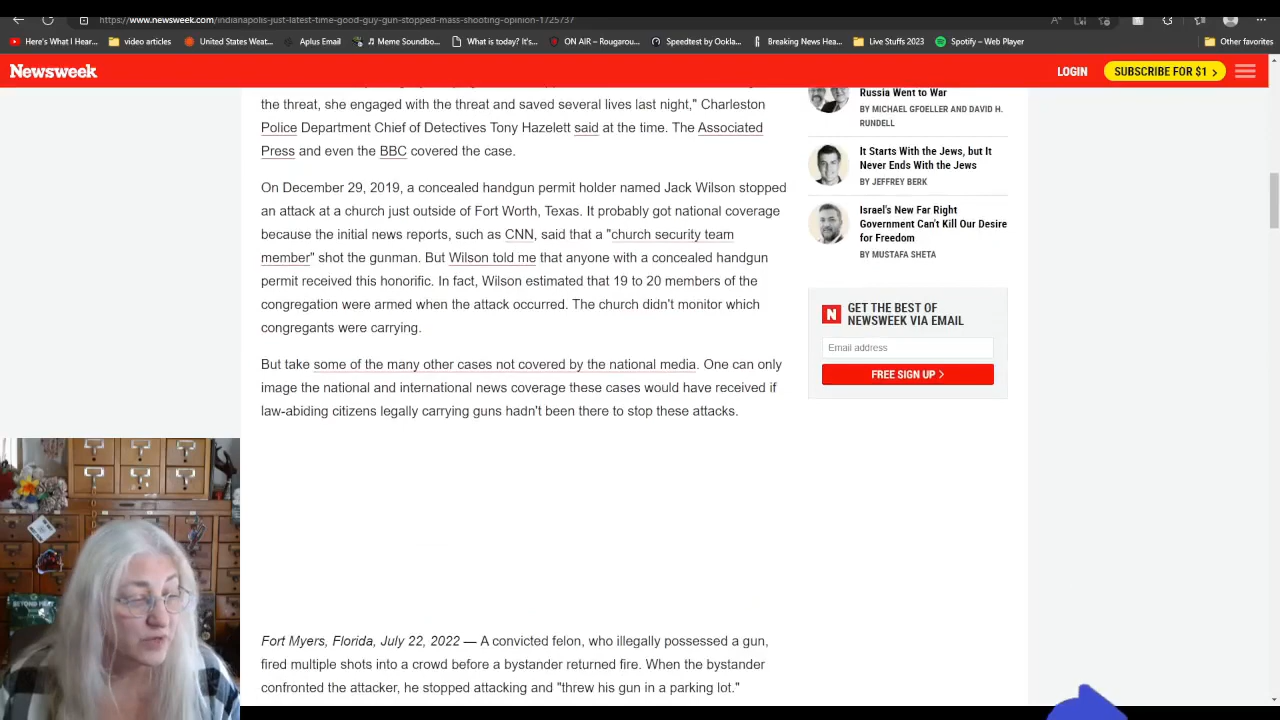 https://www.newsweek.com/indianapolis-just-latest-time-good-guy-gun-stopped-mass-shooting-opinion-1725737
Here's What I Hear...
video articles
United States Weat...
Aplus Email
Meme Soundbo...
What is today? It's...
ON AIR – Rougarou...
Speedtest by Ookla...
Breaking News Hea...
Liv Stuffs 2023
Spotify – Web Player
Other favorites
Newsweek
LOGIN
SUBSCRIBE FOR $1 >
the threat, she engaged with the threat and saved several lives last night," Charleston
Police Department Chief of Detectives Tony Hazelett said at the time. The Associated
Press and even the BBC covered the case.
On December 29, 2019, a concealed handgun permit holder named Jack Wilson stopped
an attack at a church just outside of Fort Worth, Texas. It probably got national coverage
because the initial news reports, such as CNN, said that a "church security team
member" shot the gunman. But Wilson told me that anyone with a concealed handgun
permit received this honorific. In fact, Wilson estimated that 19 to 20 members of the
congregation were armed when the attack occurred. The church didn't monitor which
congregants were carrying.
But take some of the many other cases not covered by the national media. One can only
image the national and international news coverage these cases would have received if
law-abiding citizens legally carrying guns hadn't been there to stop these attacks.
Fort Myers, Florida, July 22, 2022 — A convicted felon, who illegally possessed a gun,
fired multiple shots into a crowd before a bystander returned fire. When the bystander
confronted the attacker, he stopped attacking and "threw his gun in a parking lot."
Russia Went to War
BY MICHAEL GFOELLER AND DAVID H.
RUNDELL
It Starts With the Jews, but It
Never Ends With the Jews
BY JEFFREY BERK
Israel's New Far Right
Government Can't Kill Our Desire
for Freedom
BY MUSTAFA SHETA
N
GET THE BEST OF
NEWSWEEK VIA EMAIL
Email address
FREE SIGN UP >
BEYOND